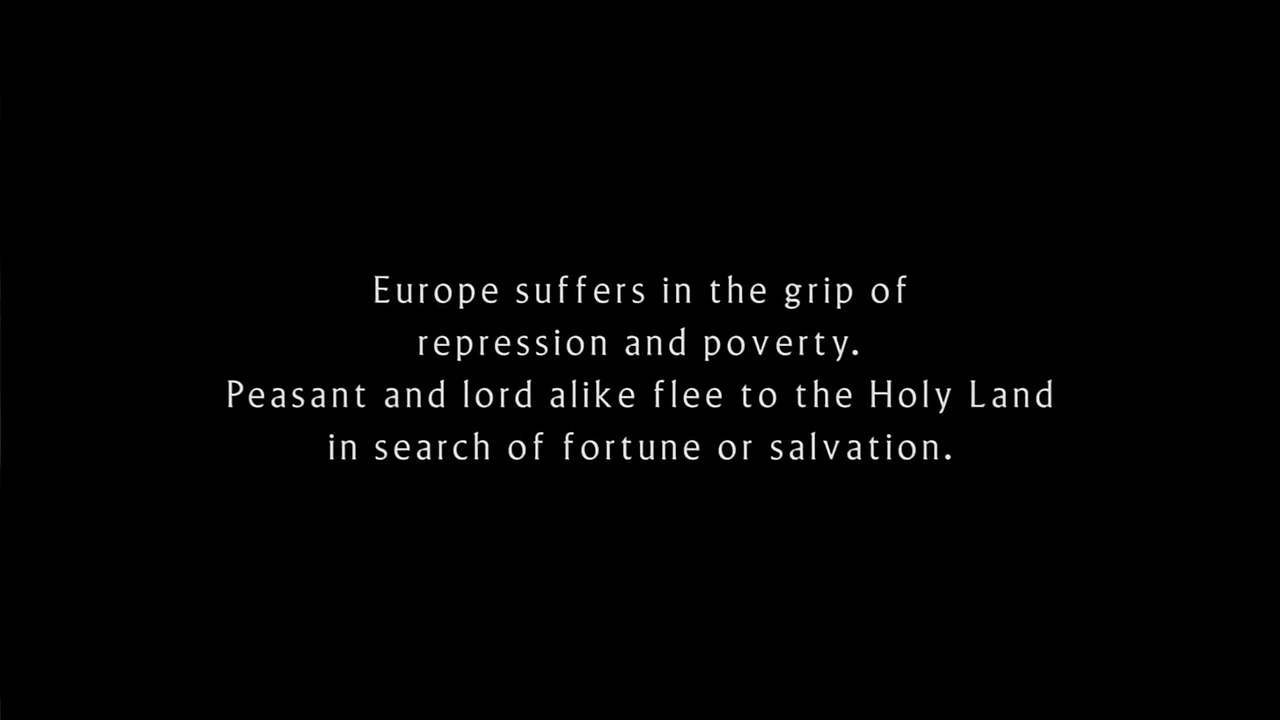 Europe suffers in the grip of
repression and poverty.
Peasant and lord alike flee to the Holy Land
in search of fortune or salvation.